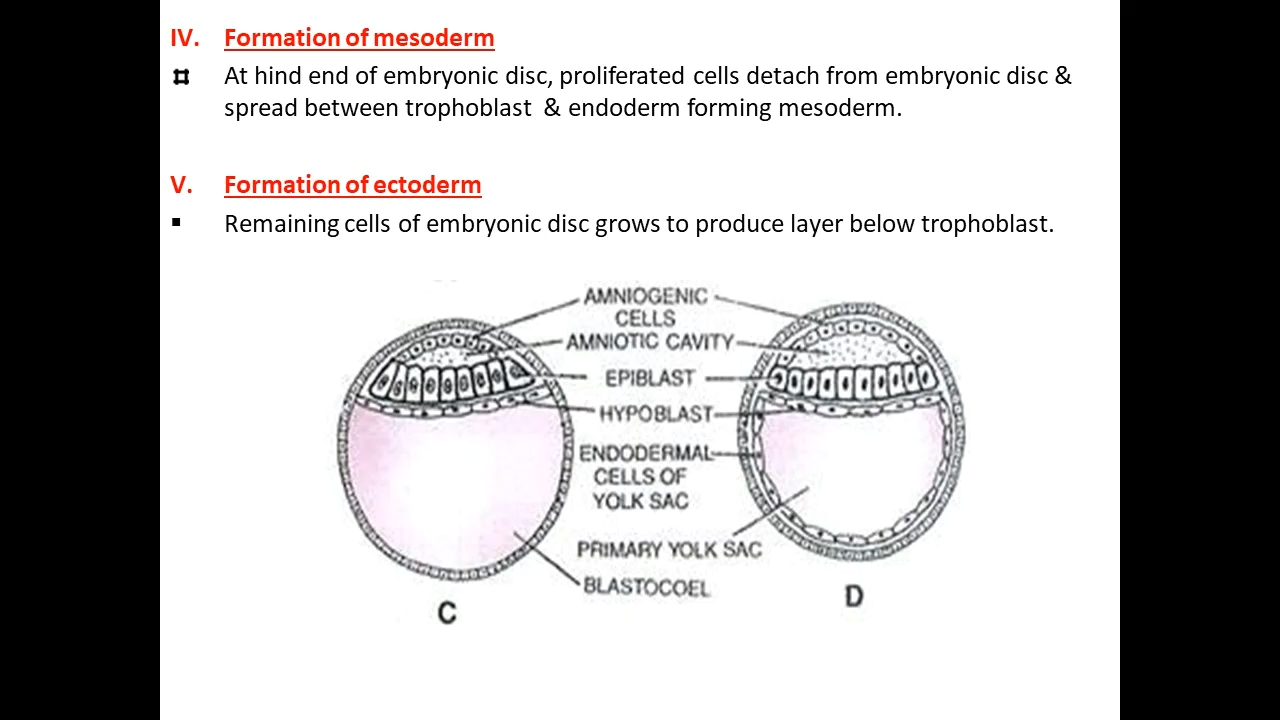 IV. Formation of mesoderm
⌗ At hind end of embryonic disc, proliferated cells detach from embryonic disc &
spread between trophoblast & endoderm forming mesoderm.
V. Formation of ectoderm
▪ Remaining cells of embryonic disc grows to produce layer below trophoblast.
AMNIOGENIC
CELLS
AMNIOTIC CAVITY
EPIBLAST
HYPOBLAST
ENDODERMAL
CELLS OF
YOLK SAC
PRIMARY YOLK SAC
BLASTOCOEL
C
D